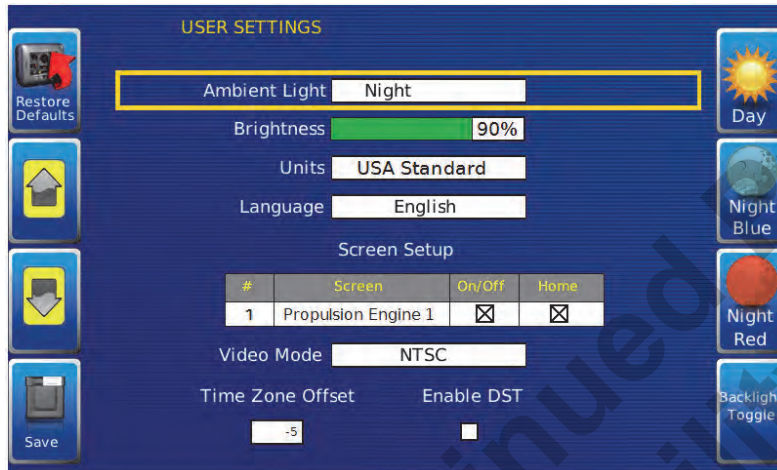 USER SETTINGS
Restore
Defaults
Save
Ambient Light Night
Brightness 90%
Units USA Standard
Language English
Screen Setup
# Screen On/Off Home
1 Propulsion Engine 1
Video Mode NTSC
Time Zone Offset Enable DST
-5
Day
Night
Blue
Night
Red
Backligh
Toggle